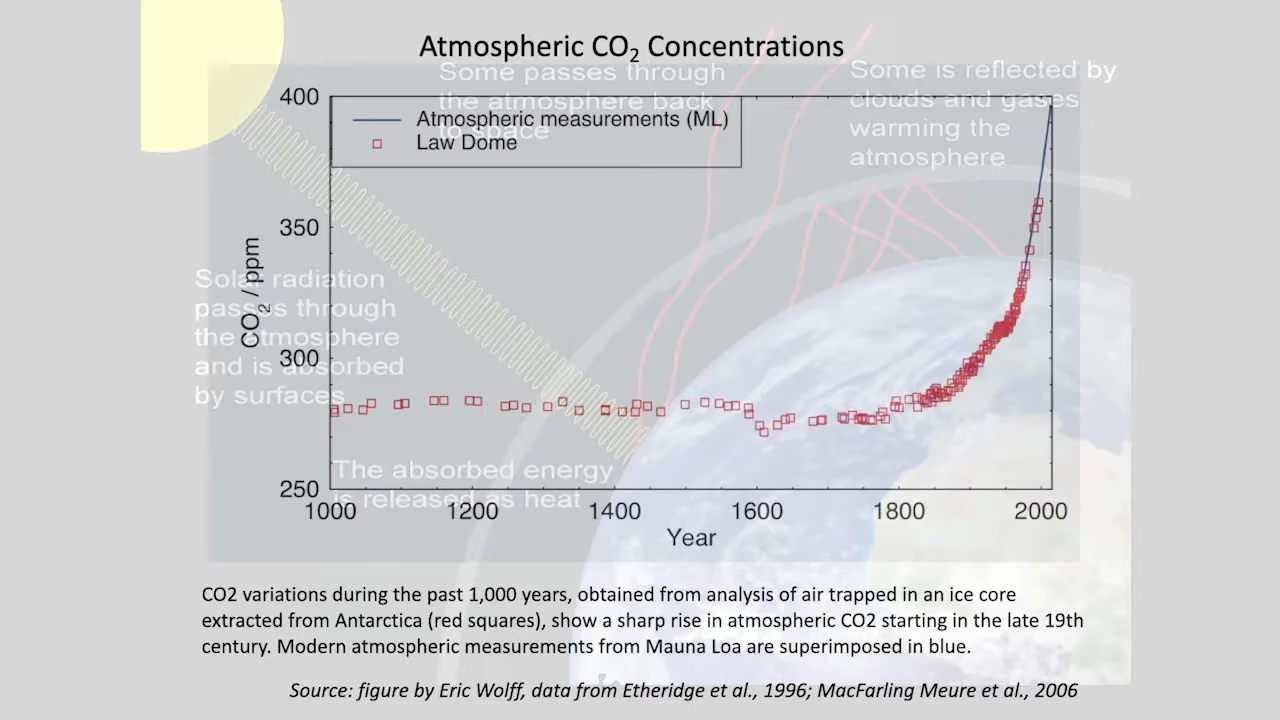 Atmospheric CO₂ Concentrations
Some passes through
the atmosphere back
to space
Some is reflected by
clouds and gases
warming the
atmosphere
400
350
300
250
Atmospheric measurements (ML)
Law Dome
CO₂ / ppm
Solar radiation
passes through
the atmosphere
and is absorbed
by surfaces
The absorbed energy
is released as heat
1000 1200 1400 1600 1800 2000
Year
CO2 variations during the past 1,000 years, obtained from analysis of air trapped in an ice core
extracted from Antarctica (red squares), show a sharp rise in atmospheric CO2 starting in the late 19th
century. Modern atmospheric measurements from Mauna Loa are superimposed in blue.
Source: figure by Eric Wolff, data from Etheridge et al., 1996; MacFarling Meure et al., 2006